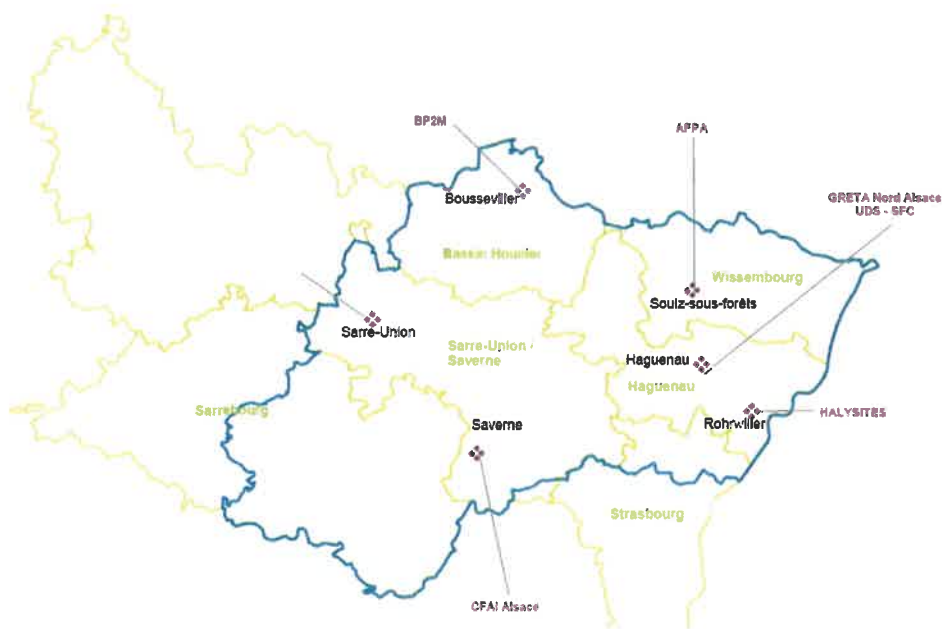 BP2M
AFPA
GRETA Nord Alsace
UDS - SFC
Bousseviller
Bassin Houiller
Wissembourg
Soulz-sous-forêts
Sarre-Union
Sarre-Union -
Saverne
Haguenau
Haguenau
Sarrebourg
Saverne
Rohrwiller
HALYSITES
Strasbourg
CFAI Alsace